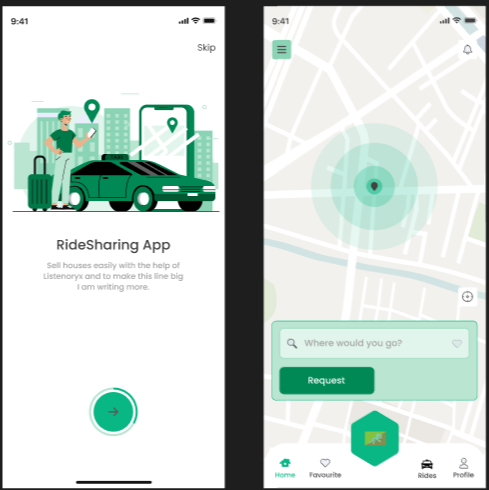 9:41
Skip
RideSharing App
Sell houses easily with the help of
Listenoryx and to make this line big
I am writing more.
9:41
Where would you go?
Request
Home
Favourite
Rides
Profile